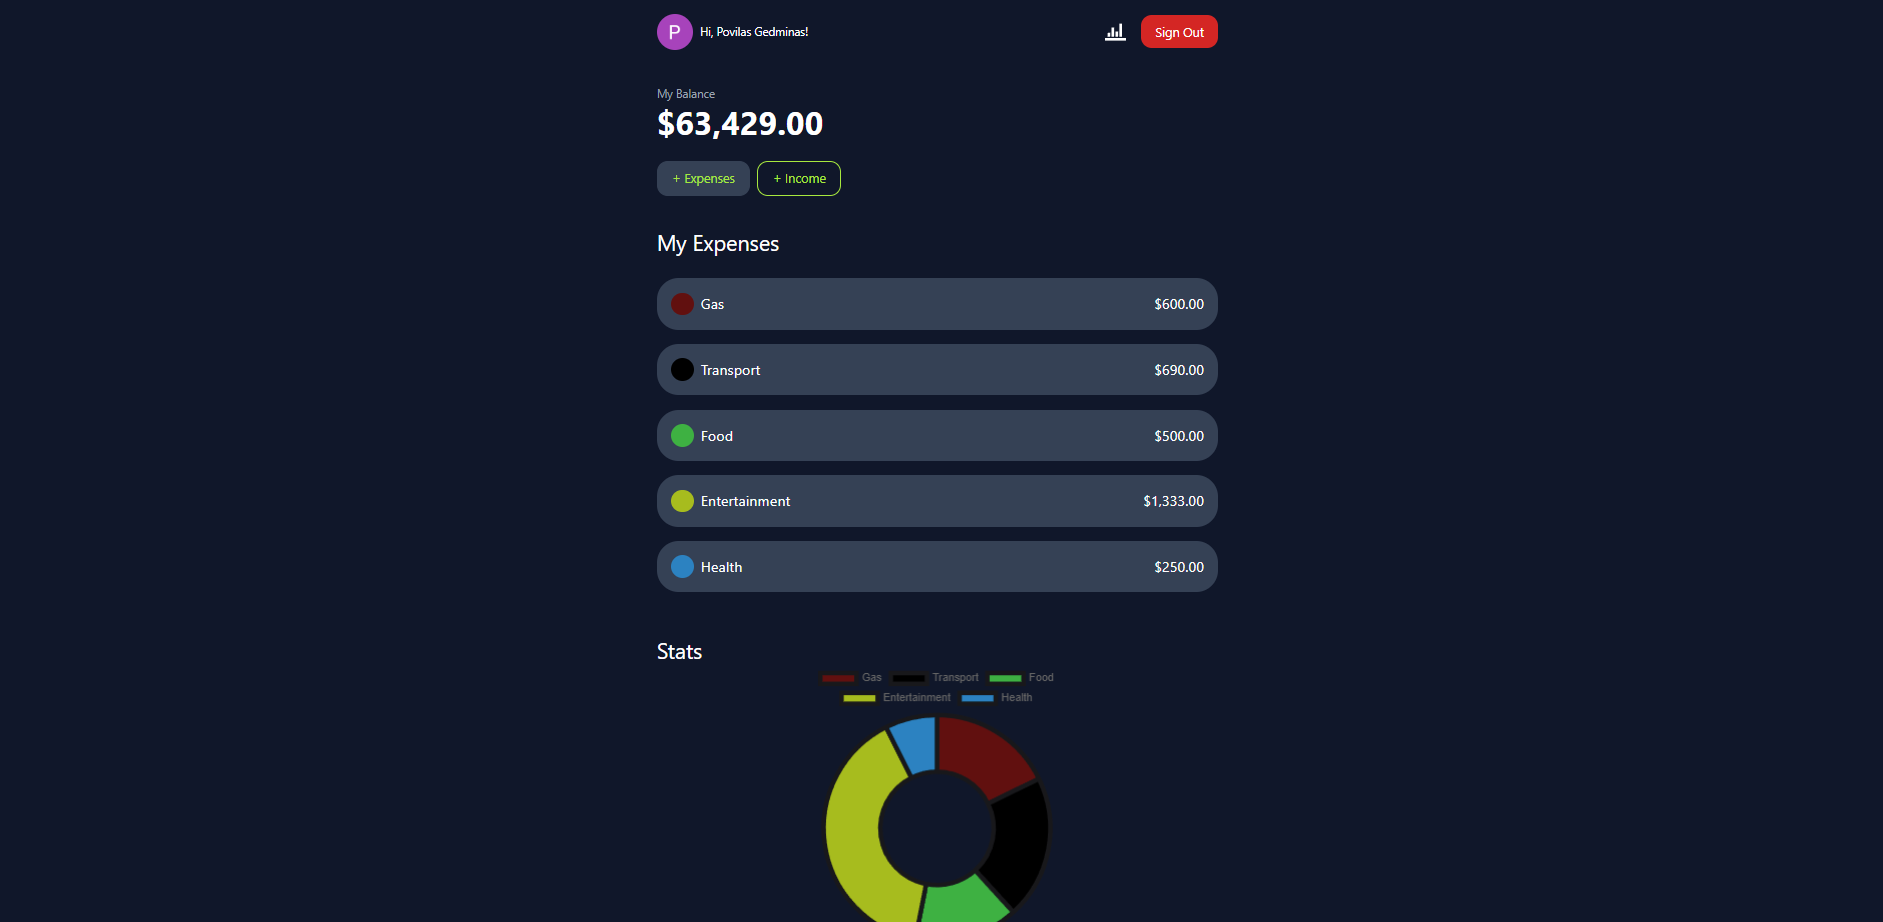 P Hi, Povilas Gedminas! Sign Out
My Balance
$63,429.00
+ Expenses + Income
My Expenses
Gas $600.00
Transport $690.00
Food $500.00
Entertainment $1,333.00
Health $250.00
Stats
Gas Transport Food
Entertainment Health